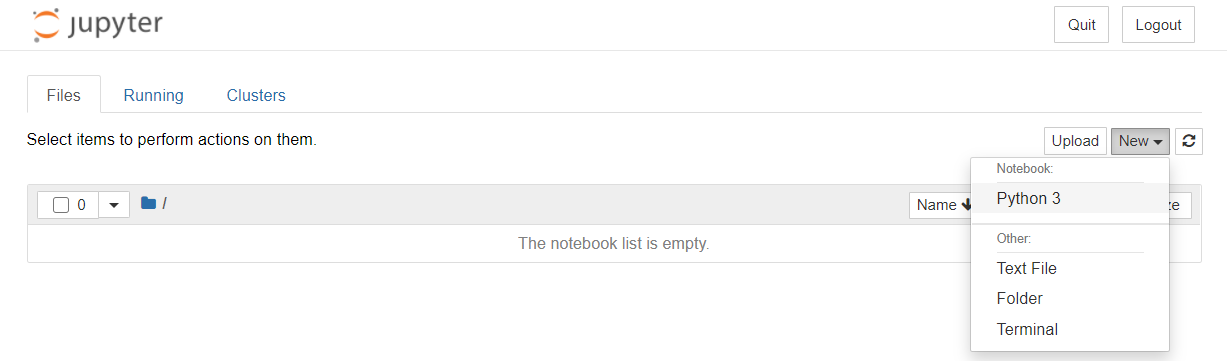 jupyter
Quit Logout
Files Running Clusters
Select items to perform actions on them.
Upload New
Notebook:
Python 3
0 / Name
The notebook list is empty.
Other:
Text File
Folder
Terminal